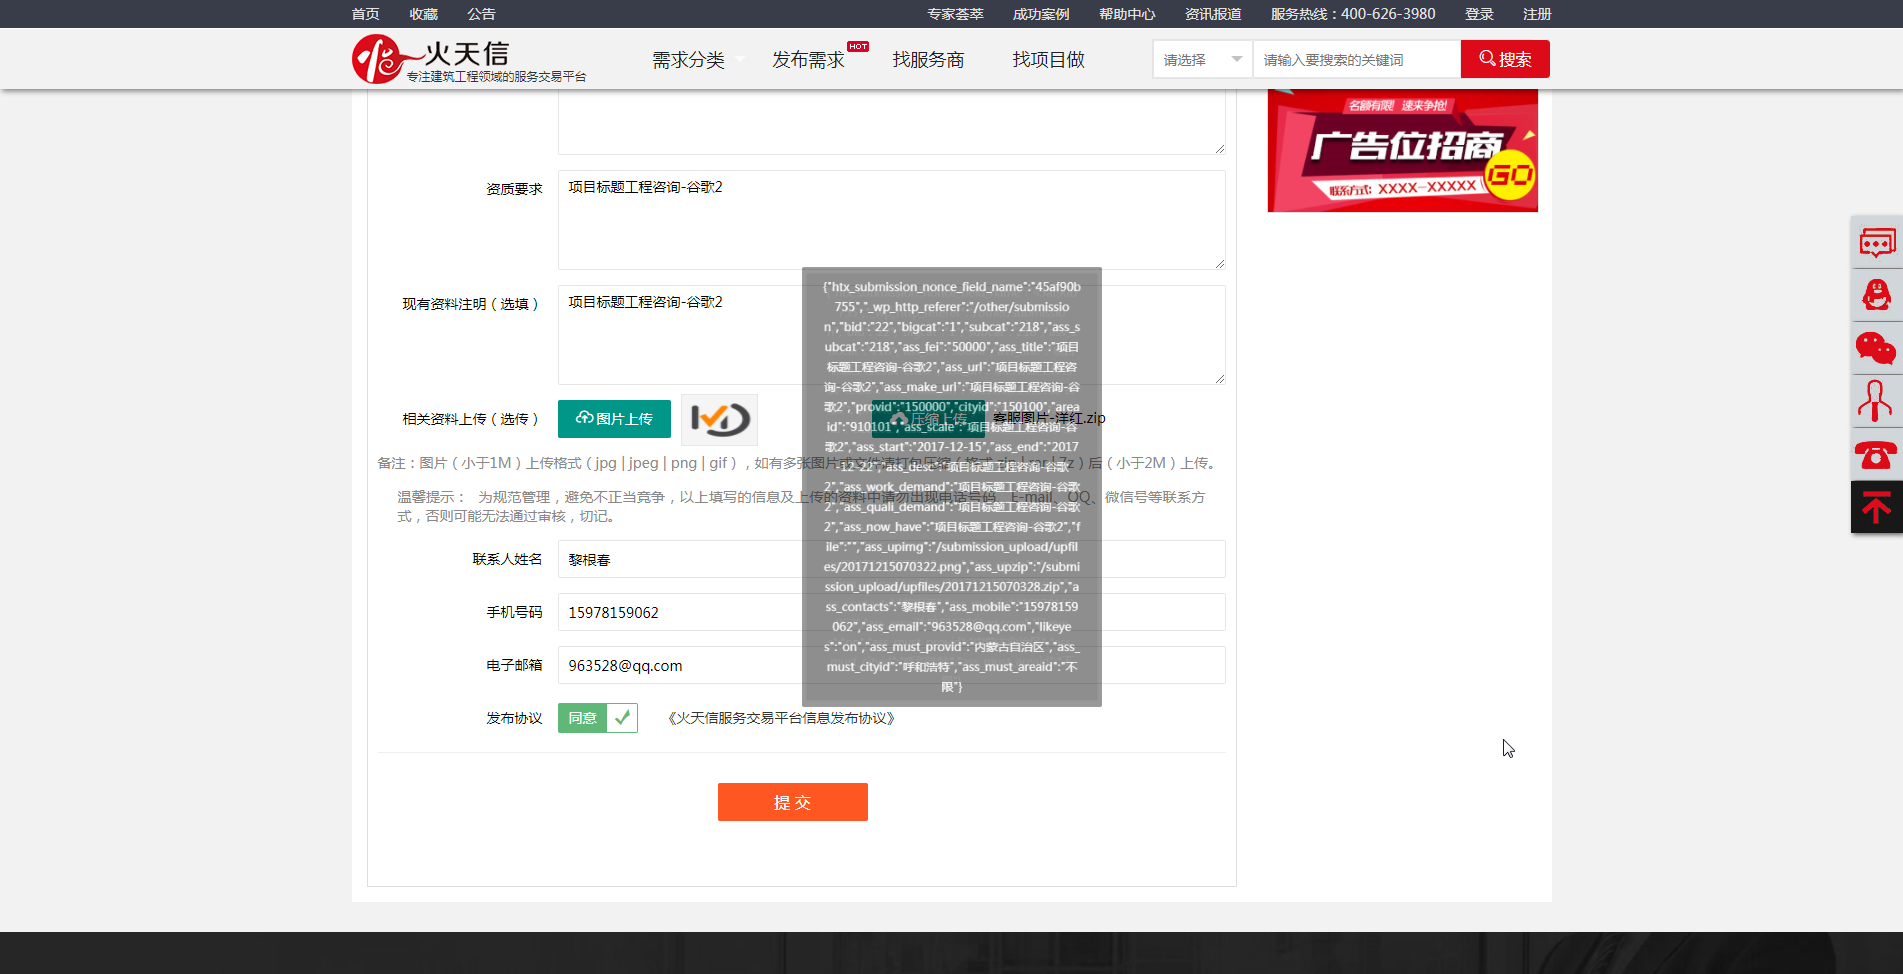 首页 收藏 公告 专家荟萃 成功案例 帮助中心 资讯报道 服务热线：400-626-3980 登录 注册
火天信
专注建筑工程领域的服务交易平台
需求分类 发布需求 HOT 找服务商 找项目做 请选择 请输入要搜索的关键词 搜索
名额有限! 速来争抢!
广告位招商
GO
联系方式: XXXX-XXXXX
资质要求 项目标题工程咨询-谷歌2
现有资料注明（选填） 项目标题工程咨询-谷歌2
相关资料上传（选传） 图片上传 压缩上传 客服图片-洋红.zip
备注：图片（小于1M）上传格式（jpg | jpeg | png | gif），如有多张图片或文件请打包压缩（格式 zip | rar | 7z）后（小于2M）上传。
温馨提示： 为规范管理，避免不正当竞争，以上填写的信息及上传的资料中请勿出现电话号码、E-mail、QQ、微信号等联系方
式，否则可能无法通过审核，切记。
联系人姓名 黎根春
手机号码 15978159062
电子邮箱 963528@qq.com
发布协议 同意 《火天信服务交易平台信息发布协议》
提 交
{"htx_submission_nonce_field_name":"45af90b
755","_wp_http_referer":"/other/submissio
n","bid":"22","bigcat":"1","subcat":"218","ass_s
ubcat":"218","ass_fei":"50000","ass_title":"项目
标题工程咨询-谷歌2","ass_url":"项目标题工程咨
询-谷歌2","ass_make_url":"项目标题工程咨询-谷
歌2","provid":"150000","cityid":"150100","area
id":"910101","ass_scale":"项目标题工程咨询-谷
歌2","ass_start":"2017-12-15","ass_end":"2017
-12-22","ass_desc":"项目标题工程咨询-谷歌
2","ass_work_demand":"项目标题工程咨询-谷歌
2","ass_quali_demand":"项目标题工程咨询-谷歌
2","ass_now_have":"项目标题工程咨询-谷歌2","f
ile":"","ass_upimg":"/submission_upload/upfil
es/20171215070322.png","ass_upzip":"/submi
ssion_upload/upfiles/20171215070328.zip","a
ss_contacts":"黎根春","ass_mobile":"15978159
062","ass_email":"963528@qq.com","likeye
s":"on","ass_must_provid":"内蒙古自治区","ass_
must_cityid":"呼和浩特","ass_must_areaid":"不
限"}